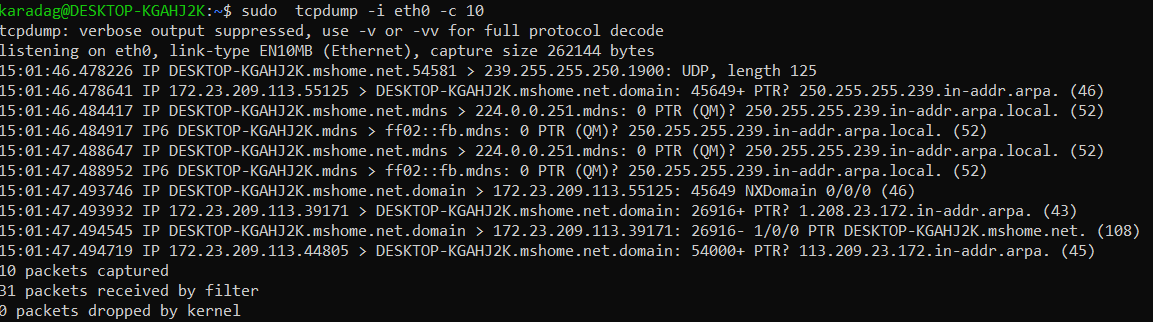 karadag@DESKTOP-KGAHJ2K:~$ sudo  tcpdump -i eth0 -c 10
tcpdump: verbose output suppressed, use -v or -vv for full protocol decode
listening on eth0, link-type EN10MB (Ethernet), capture size 262144 bytes
15:01:46.478226 IP DESKTOP-KGAHJ2K.mshome.net.54581 > 239.255.255.250.1900: UDP, length 125
15:01:46.478641 IP 172.23.209.113.55125 > DESKTOP-KGAHJ2K.mshome.net.domain: 45649+ PTR? 250.255.255.239.in-addr.arpa. (46)
15:01:46.484417 IP DESKTOP-KGAHJ2K.mshome.net.mdns > 224.0.0.251.mdns: 0 PTR (QM)? 250.255.255.239.in-addr.arpa.local. (52)
15:01:46.484917 IP6 DESKTOP-KGAHJ2K.mdns > ff02::fb.mdns: 0 PTR (QM)? 250.255.255.239.in-addr.arpa.local. (52)
15:01:47.488647 IP DESKTOP-KGAHJ2K.mshome.net.mdns > 224.0.0.251.mdns: 0 PTR (QM)? 250.255.255.239.in-addr.arpa.local. (52)
15:01:47.488952 IP6 DESKTOP-KGAHJ2K.mdns > ff02::fb.mdns: 0 PTR (QM)? 250.255.255.239.in-addr.arpa.local. (52)
15:01:47.493746 IP DESKTOP-KGAHJ2K.mshome.net.domain > 172.23.209.113.55125: 45649 NXDomain 0/0/0 (46)
15:01:47.493932 IP 172.23.209.113.39171 > DESKTOP-KGAHJ2K.mshome.net.domain: 26916+ PTR? 1.208.23.172.in-addr.arpa. (43)
15:01:47.494545 IP DESKTOP-KGAHJ2K.mshome.net.domain > 172.23.209.113.39171: 26916- 1/0/0 PTR DESKTOP-KGAHJ2K.mshome.net. (108)
15:01:47.494719 IP 172.23.209.113.44805 > DESKTOP-KGAHJ2K.mshome.net.domain: 54000+ PTR? 113.209.23.172.in-addr.arpa. (45)
10 packets captured
31 packets received by filter
0 packets dropped by kernel